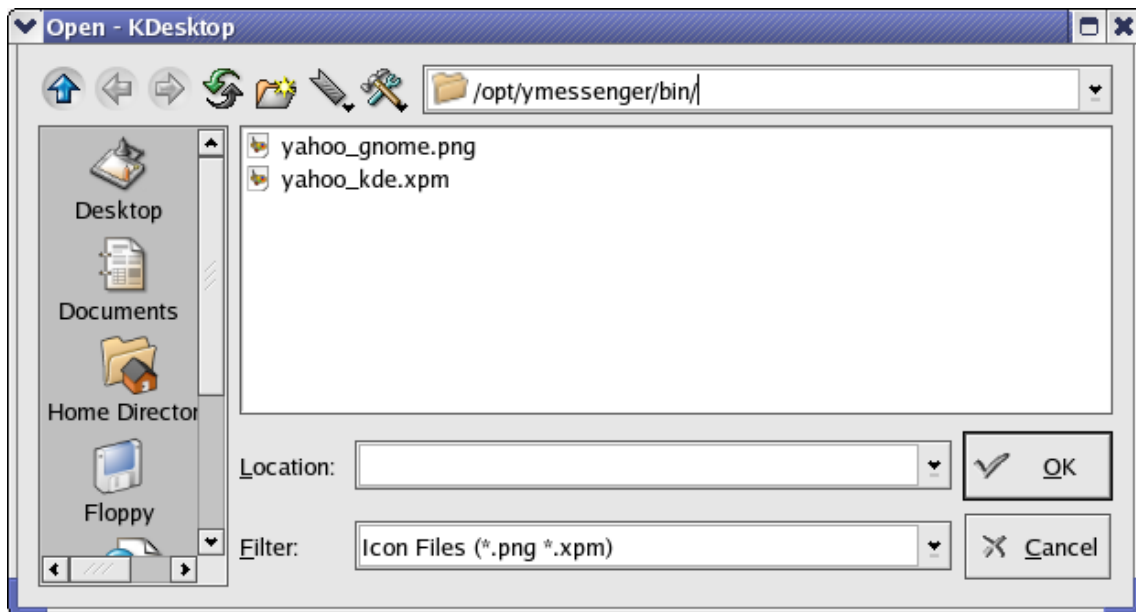 Open - KDesktop
/opt/ymessenger/bin/
yahoo_gnome.png
yahoo_kde.xpm
Desktop
Documents
Home Director
Floppy
Location:
OK
Filter:
Icon Files (*.png *.xpm)
Cancel